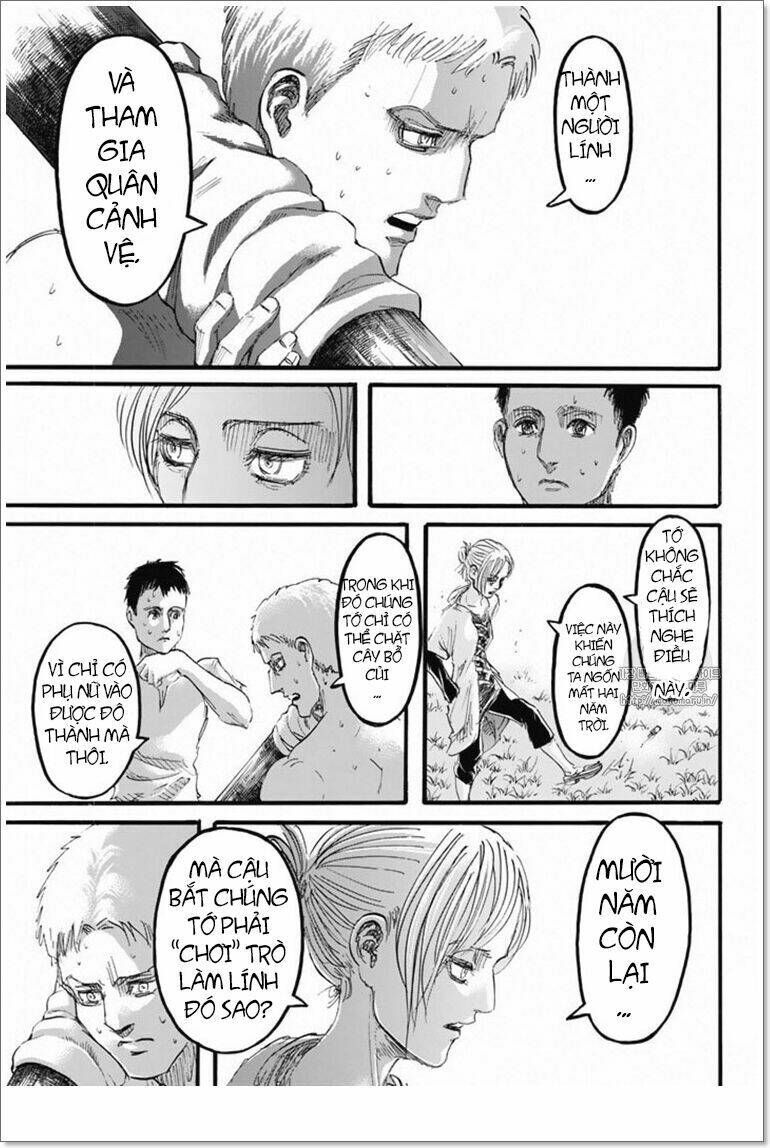 THÀNH
MỘT
NGƯỜI
LÍNH
...
VÀ
THAM
GIA
QUÂN
CẢNH
VỆ.
TỚ
KHÔNG
CHẮC
CẬU SẼ
THÍCH
NGHE
ĐIỀU
NÀY.
VIỆC NÀY
KHIẾN
CHÚNG
TA NGỐN
MẤT HAI
NĂM
TRỜI.
TRONG KHI
ĐÓ CHÚNG
TỚ CHỈ CÓ
THỂ CHẶT
CÂY BỔ
CỦI
...
VÌ CHỈ CÓ
PHỤ NỮ VÀO
ĐƯỢC ĐÔ
THÀNH MÀ
THÔI.
MƯỜI
NĂM
CÒN
LẠI
...
MÀ CẬU
BẮT CHÚNG
TỚ PHẢI
“CHƠI” TRÒ
LÀM LÍNH
ĐÓ SAO?